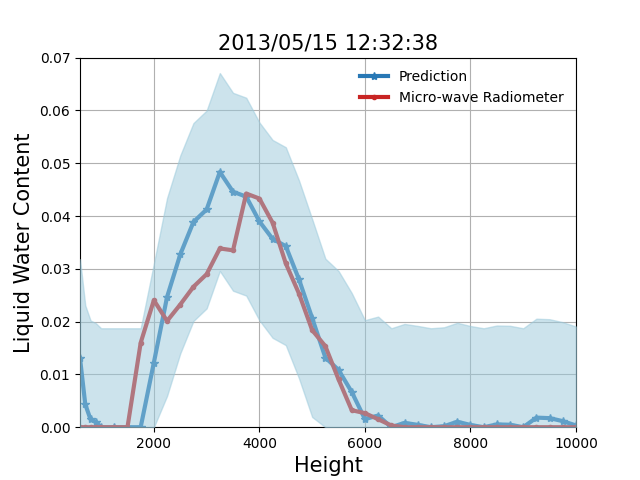 2013/05/15 12:32:38
Prediction
Micro-wave Radiometer
Liquid Water Content
0.07
0.06
0.05
0.04
0.03
0.02
0.01
0.00
2000 4000 6000 8000 10000
Height